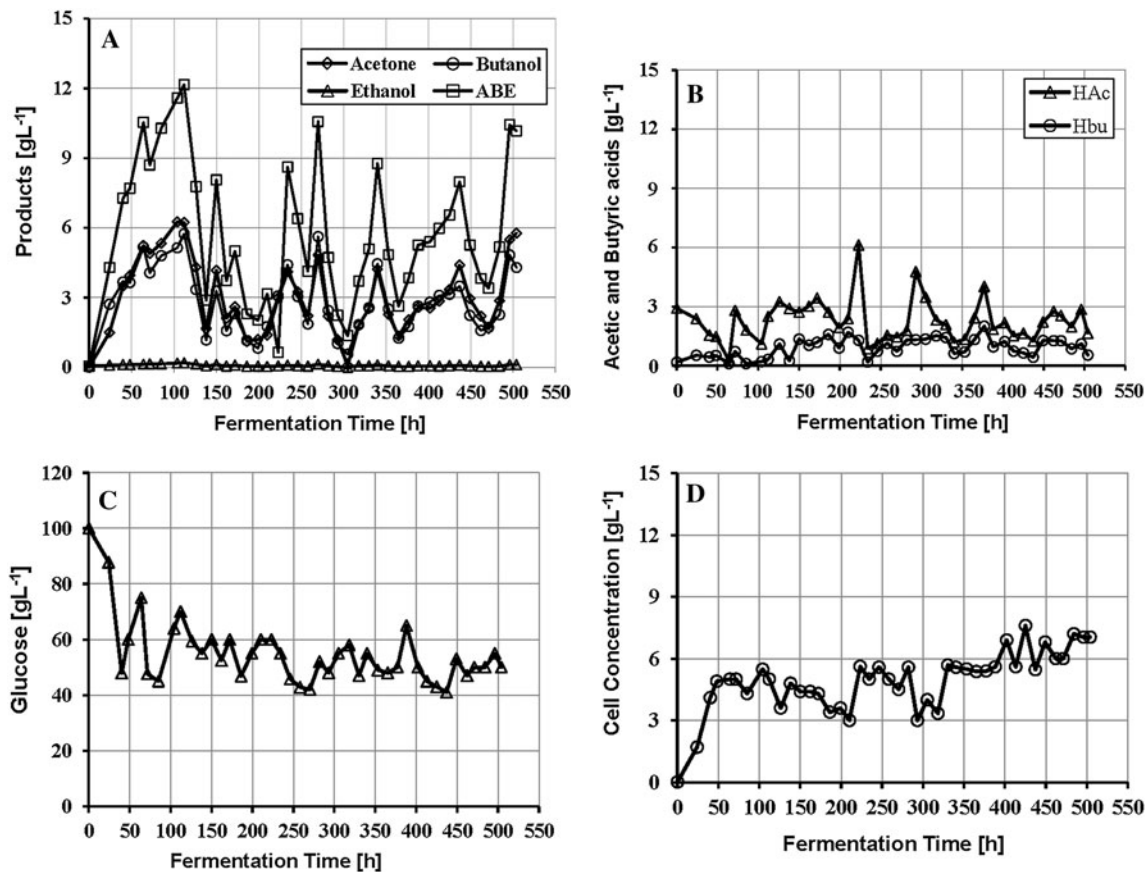 A
15
12
9
6
3
0
Products [gL-1]
Acetone
Butanol
Ethanol
ABE
0 50 100 150 200 250 300 350 400 450 500 550
Fermentation Time [h]
B
15
12
9
6
3
0
Acetic and Butyric acids [gL-1]
HAc
Hbu
0 50 100 150 200 250 300 350 400 450 500 550
Fermentation Time [h]
C
120
100
80
60
40
20
0
Glucose [gL-1]
0 50 100 150 200 250 300 350 400 450 500 550
Fermentation Time [h]
D
15
12
9
6
3
0
Cell Concentration [gL-1]
0 50 100 150 200 250 300 350 400 450 500 550
Fermentation Time [h]